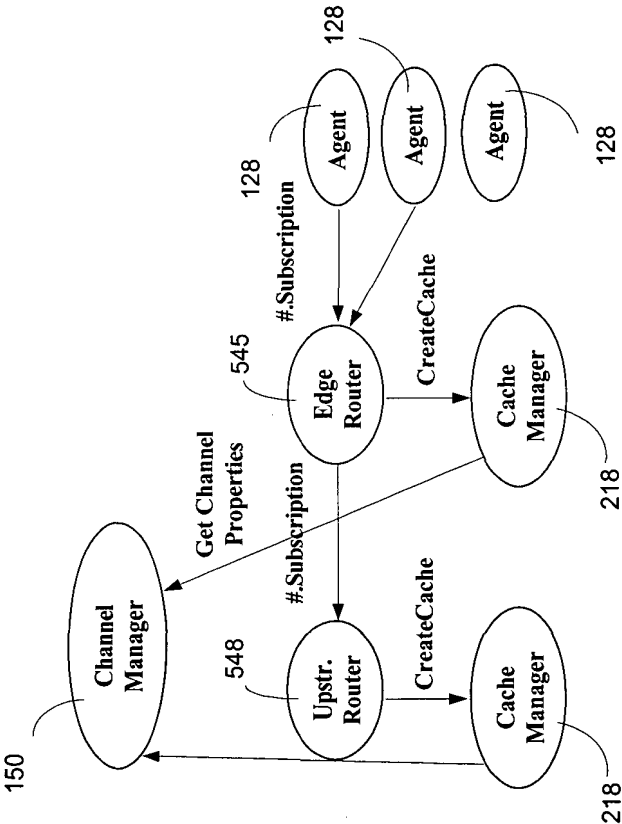 150
Channel
Manager
Get Channel
Properties
548
545
128
#.Subscription
#.Subscription
128
Upstr.
Router
Edge
Router
Agent
CreateCache
CreateCache
Agent
Cache
Manager
Cache
Manager
Agent
218
218
128